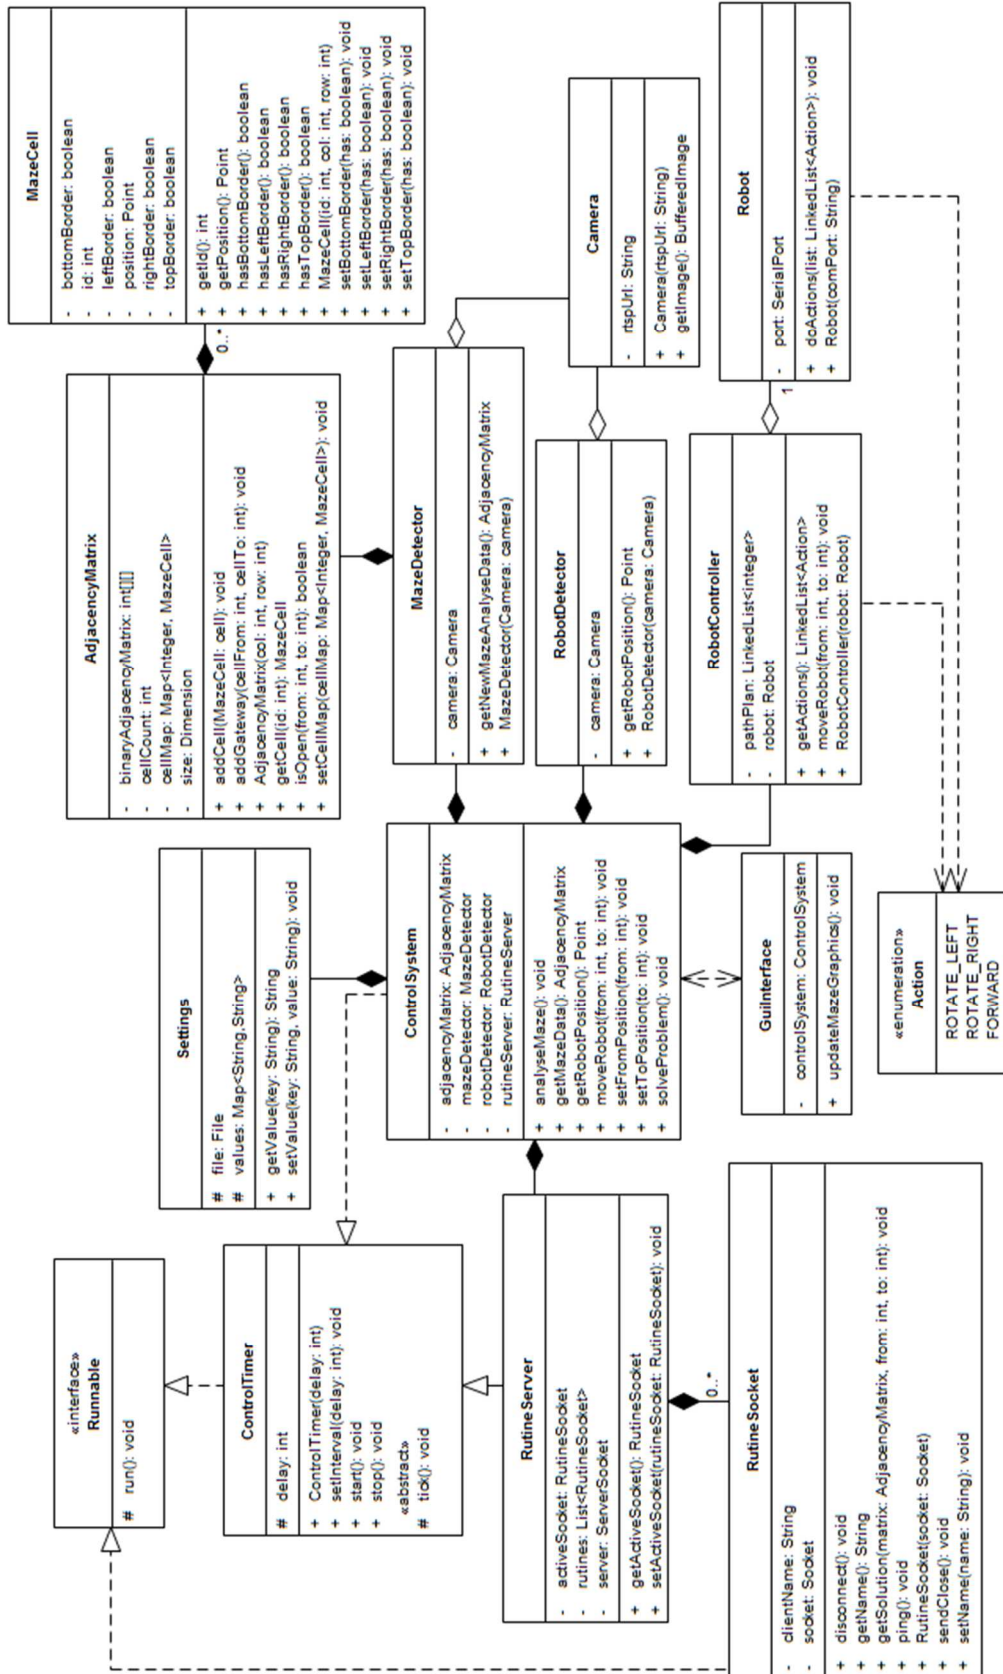 MazeCell
- bottomBorder: boolean
- id: int
- leftBorder: boolean
- position: Point
- rightBorder: boolean
- topBorder: boolean
+ getId(): int
+ getPosition(): Point
+ hasBottomBorder(): boolean
+ hasLeftBorder(): boolean
+ hasRightBorder(): boolean
+ hasTopBorder(): boolean
+ MazeCell(id: int, col: int, row: int)
+ setBottomBorder(has: boolean): void
+ setLeftBorder(has: boolean): void
+ setRightBorder(has: boolean): void
+ setTopBorder(has: boolean): void
0..*
AdjacencyMatrix
- binaryAdjacencyMatrix: int[][]
- cellCount: int
- cellMap: Map<Integer, MazeCell>
- size: Dimension
+ addCell(MazeCell: cell): void
+ addGateway(cellFrom: int, cellTo: int): void
+ AdjacencyMatrix(col: int, row: int)
+ getCell(id: int): MazeCell
+ isOpen(from: int, to: int): boolean
+ setCellMap(cellMap: Map<Integer, MazeCell>): void
Camera
- rtspUrl: String
+ Camera(rtspUrl: String)
+ getImage(): BufferedImage
Robot
- port: SerialPort
+ doActions(list: LinkedList<Action>): void
+ Robot(comPort: String)
1
MazeDetector
- camera: Camera
+ getNewMazeAnalyseData(): AdjacencyMatrix
+ MazeDetector(Camera: camera)
RobotDetector
- camera: Camera
+ getRobotPosition(): Point
+ RobotDetector(camera: Camera)
RobotController
- pathPlan: LinkedList<Integer>
- robot: Robot
+ getActions(): LinkedList<Action>
+ moveRobot(from: int, to: int): void
+ RobotController(robot: Robot)
Settings
# file: File
# values: Map<String,String>
+ getValue(key: String): String
+ setValue(key: String, value: String): void
ControlSystem
- adjacencyMatrix: AdjacencyMatrix
- mazeDetector: MazeDetector
- robotDetector: RobotDetector
- rutineServer: RutineServer
+ analyseMaze(): void
+ getMazeData(): AdjacencyMatrix
+ getRobotPosition(): Point
+ moveRobot(from: int, to: int): void
+ setFromPosition(from: int): void
+ setToPosition(to: int): void
+ solveProblem(): void
GuiInterface
- controlSystem: ControlSystem
+ updateMazeGraphics(): void
«enumeration»
Action
ROTATE_LEFT
ROTATE_RIGHT
FORWARD
«interface»
Runnable
# run(): void
ControlTimer
# delay: int
+ ControlTimer(delay: int)
+ setInterval(delay: int): void
+ start(): void
+ stop(): void
«abstract»
# tick(): void
RutineServer
- activeSocket: RutineSocket
- rutines: List<RutineSocket>
- server: ServerSocket
+ getActiveSocket(): RutineSocket
+ setActiveSocket(rutineSocket: RutineSocket): void
0..*
RutineSocket
- clientName: String
- socket: Socket
+ disconnect(): void
+ getName(): String
+ getSolution(matrix: AdjacencyMatrix, from: int, to: int): void
+ ping(): void
+ RutineSocket(socket: Socket)
+ sendClose(): void
+ setName(name: String): void